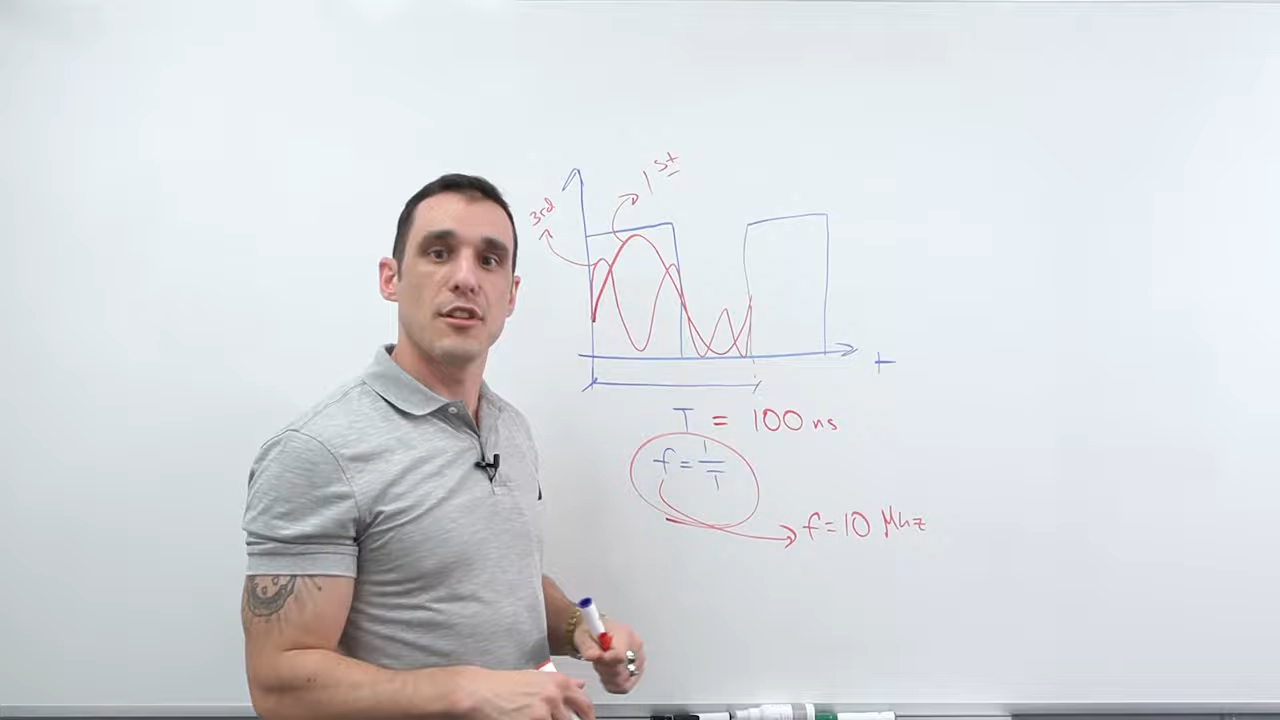 1st
3rd
t
T = 100 ns
f = 1/T
f = 10 Mhz